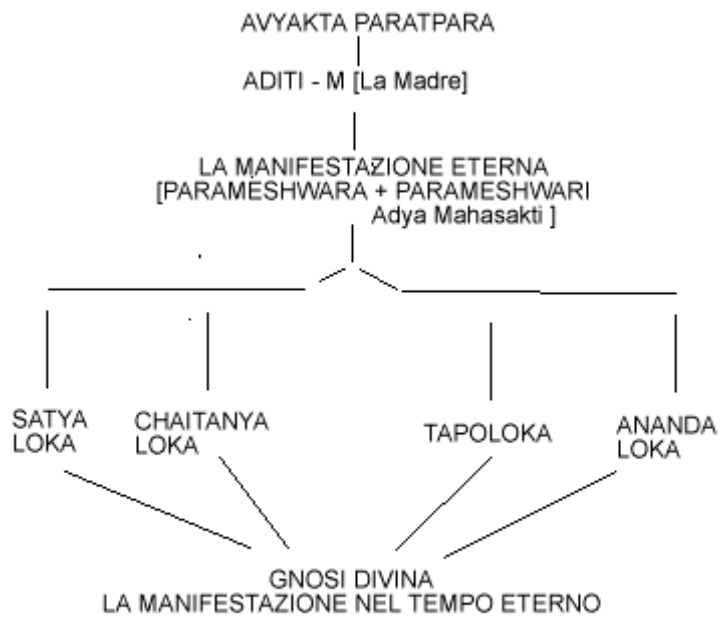 AVYAKTA PARATPARA
ADITI - M [La Madre]
LA MANIFESTAZIONE ETERNA
[PARAMESHWARA + PARAMESHWARI
Adya Mahasakti ]
SATYA
LOKA
CHAITANYA
LOKA
TAPOLOKA
ANANDA
LOKA
GNOSI DIVINA
LA MANIFESTAZIONE NEL TEMPO ETERNO